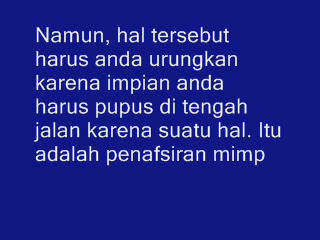 Namun, hal tersebut
harus anda urungkan
karena impian anda
harus pupus di tengah
jalan karena suatu hal. Itu
adalah penafsiran mimp